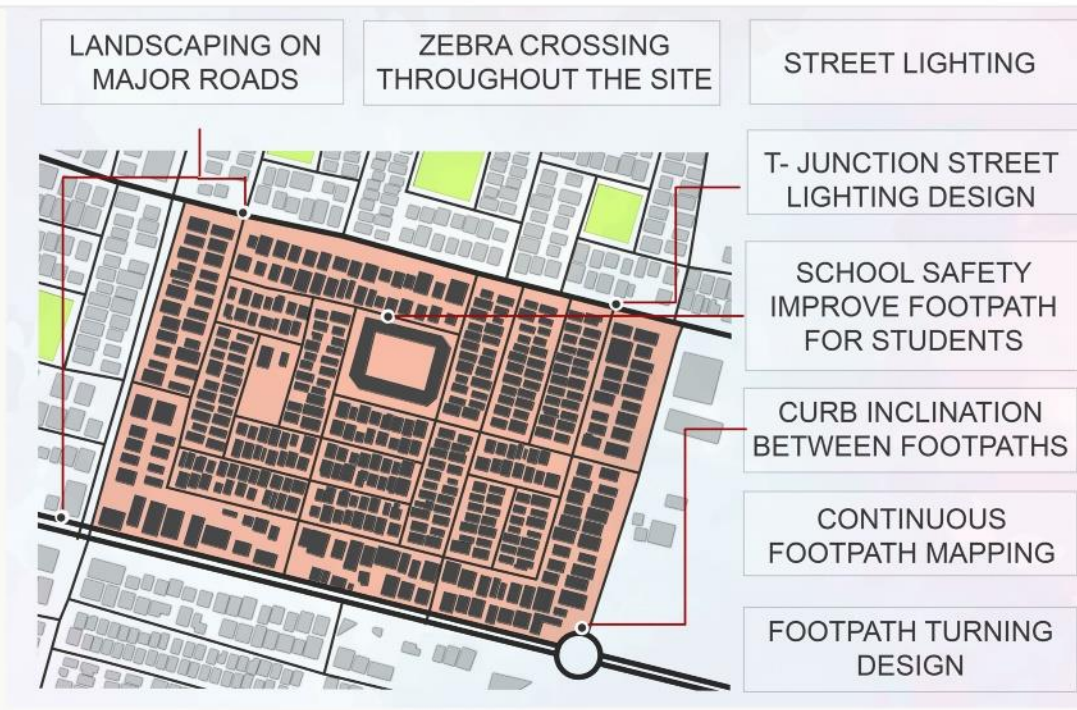 LANDSCAPING ON
MAJOR ROADS
ZEBRA CROSSING
THROUGHOUT THE SITE
STREET LIGHTING
T- JUNCTION STREET
LIGHTING DESIGN
SCHOOL SAFETY
IMPROVE FOOTPATH
FOR STUDENTS
CURB INCLINATION
BETWEEN FOOTPATHS
CONTINUOUS
FOOTPATH MAPPING
FOOTPATH TURNING
DESIGN